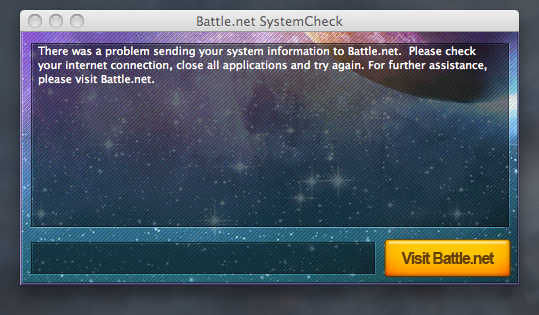 Battle.net SystemCheck
There was a problem sending your system information to Battle.net.  Please check
your internet connection, close all applications and try again. For further assistance,
please visit Battle.net.
Visit Battle.net